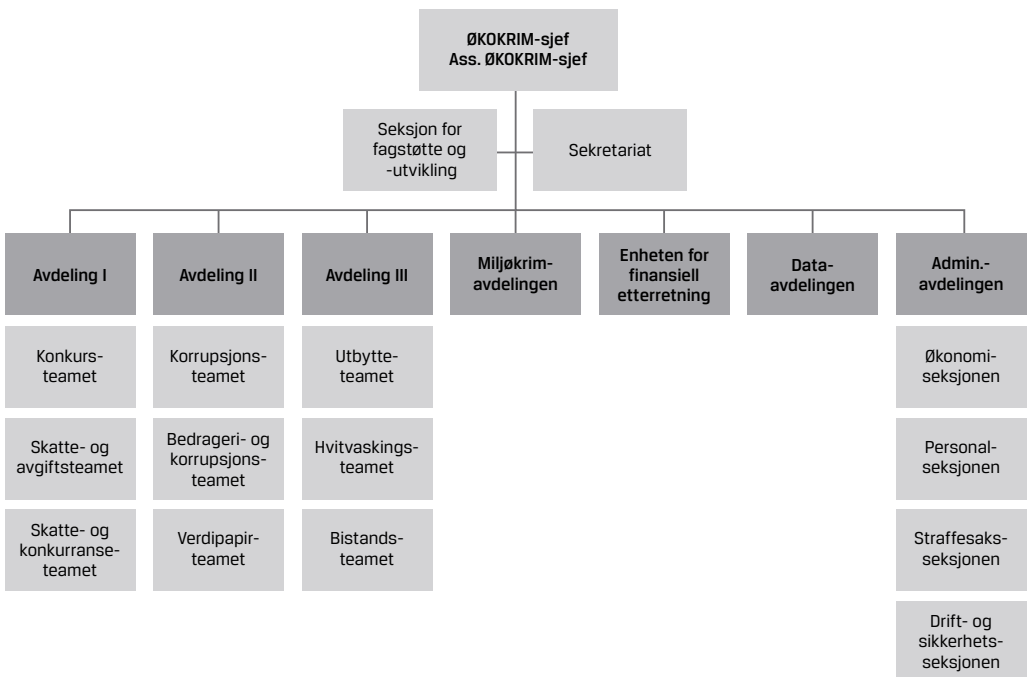 ØKOKRIM-sjef
Ass. ØKOKRIM-sjef
Seksjon for
fagstøtte og
-utvikling
Sekretariat
Avdeling I
Avdeling II
Avdeling III
Miljøkrim-
avdelingen
Enheten for
finansiell
etterretning
Data-
avdelingen
Admin.-
avdelingen
Konkurs-
teamet
Korrupsjons-
teamet
Utbytte-
teamet
Økonomi-
seksjonen
Skatte- og
avgiftsteamet
Bedrageri- og
korrupsjons-
teamet
Hvitvaskings-
teamet
Personal-
seksjonen
Skatte- og
konkurranse-
teamet
Verdipapir-
teamet
Bistands-
teamet
Straffesaks-
seksjonen
Drift- og
sikkerhets-
seksjonen